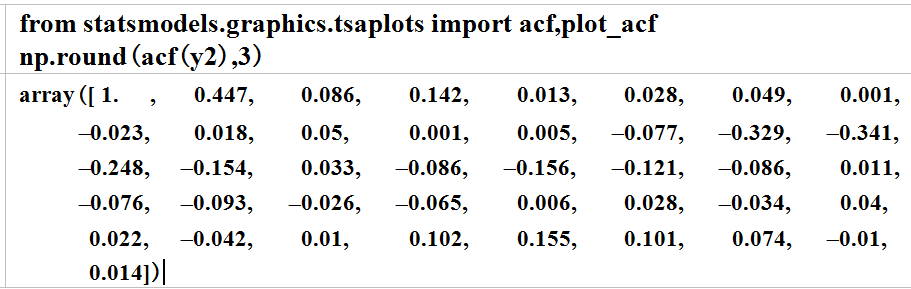 from statsmodels.graphics.tsaplots import acf,plot_acf
np.round(acf(y2),3)
array([ 1. , 0.447, 0.086, 0.142, 0.013, 0.028, 0.049, 0.001,
–0.023, 0.018, 0.05, 0.001, 0.005, –0.077, –0.329, –0.341,
–0.248, –0.154, 0.033, –0.086, –0.156, –0.121, –0.086, 0.011,
–0.076, –0.093, –0.026, –0.065, 0.006, 0.028, –0.034, 0.04,
0.022, –0.042, 0.01, 0.102, 0.155, 0.101, 0.074, –0.01,
0.014])